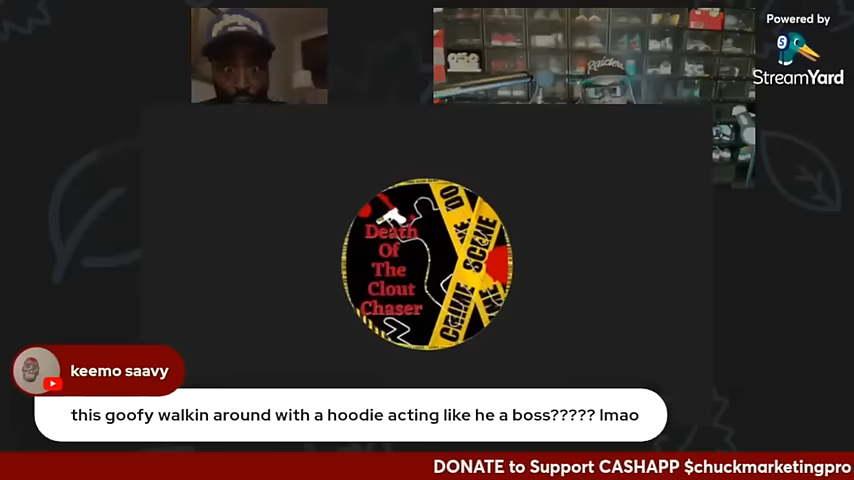 Powered by
StreamYard
Raiders
Death
Of
The
Clout
Chaser
CRIME SCENE
keemo saavy
this goofy walkin around with a hoodie acting like he a boss????? lmao
DONATE to Support CASHAPP $chuckmarketingpro